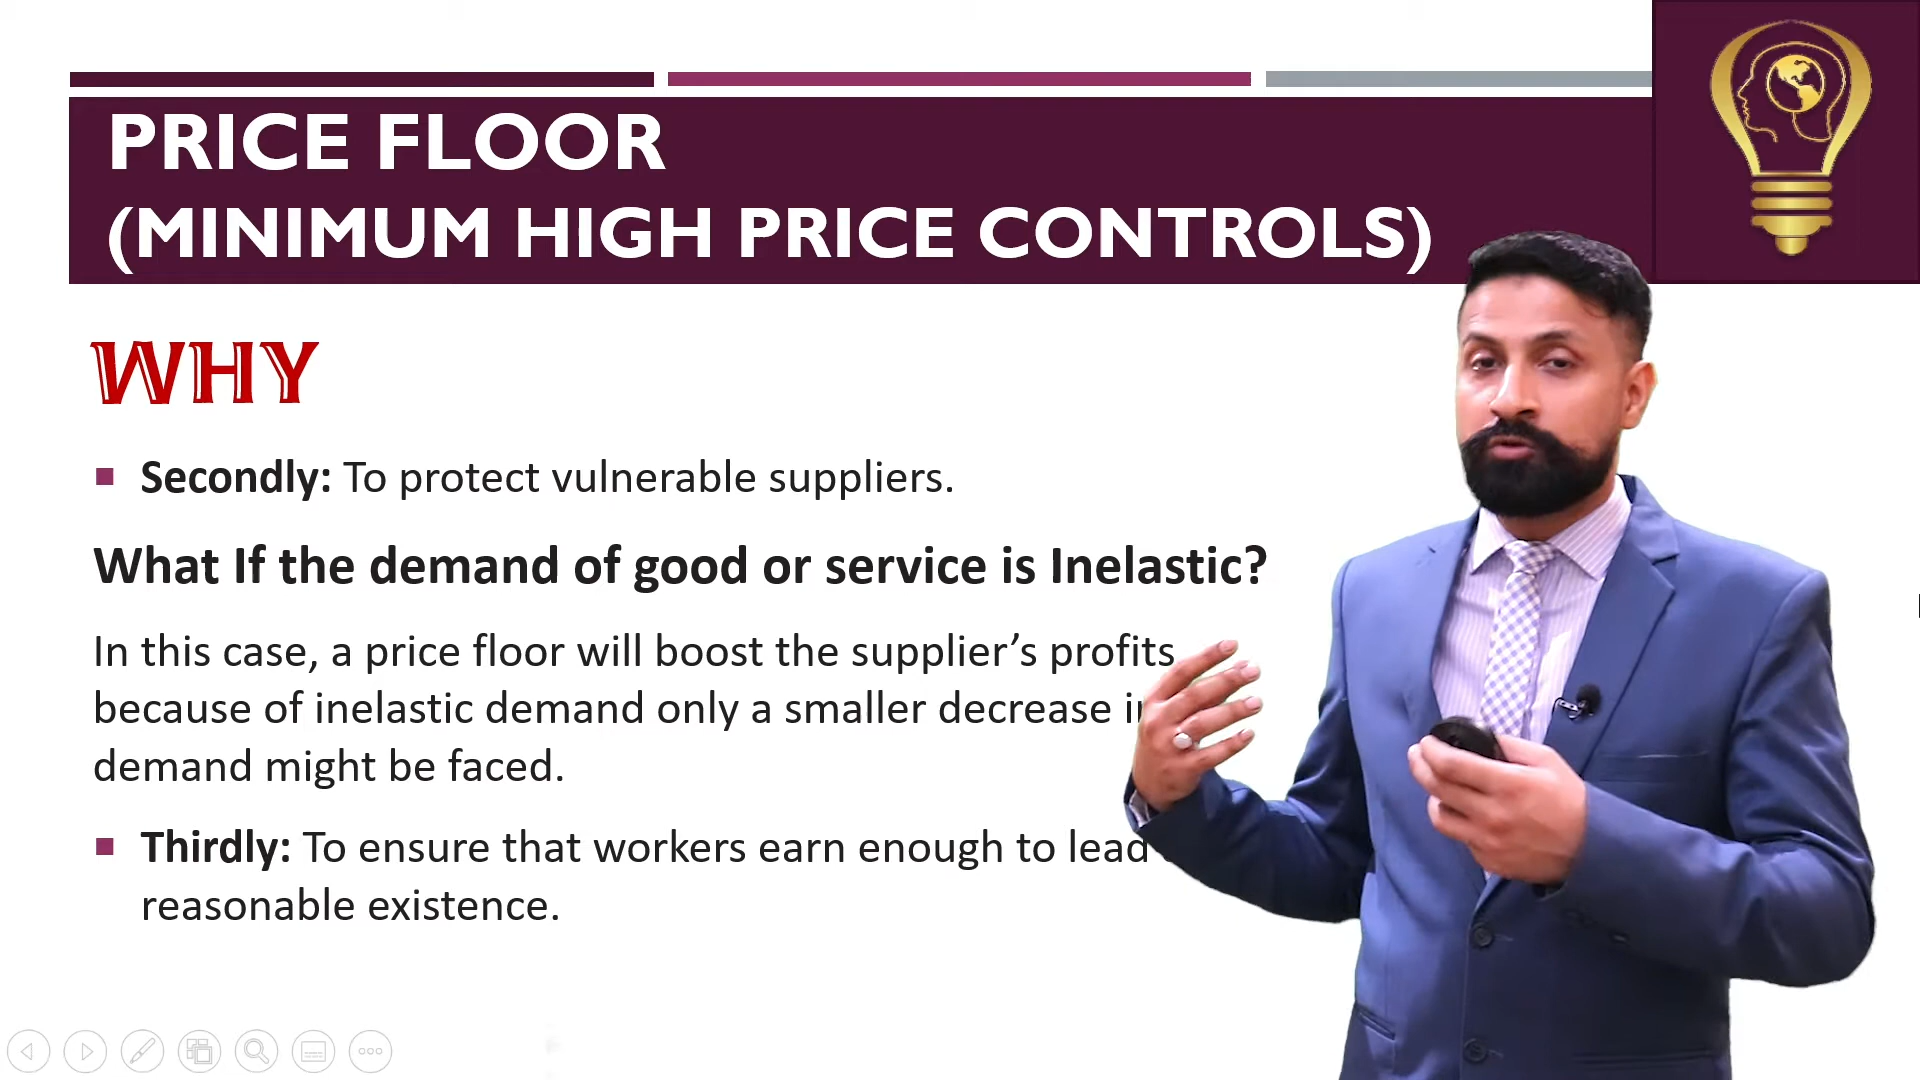 PRICE FLOOR
(MINIMUM HIGH PRICE CONTROLS)
WHY
Secondly: To protect vulnerable suppliers.
What If the demand of good or service is Inelastic?
In this case, a price floor will boost the supplier’s profits
because of inelastic demand only a smaller decrease
demand might be faced.
Thirdly: To ensure that workers earn enough to lead
reasonable existence.